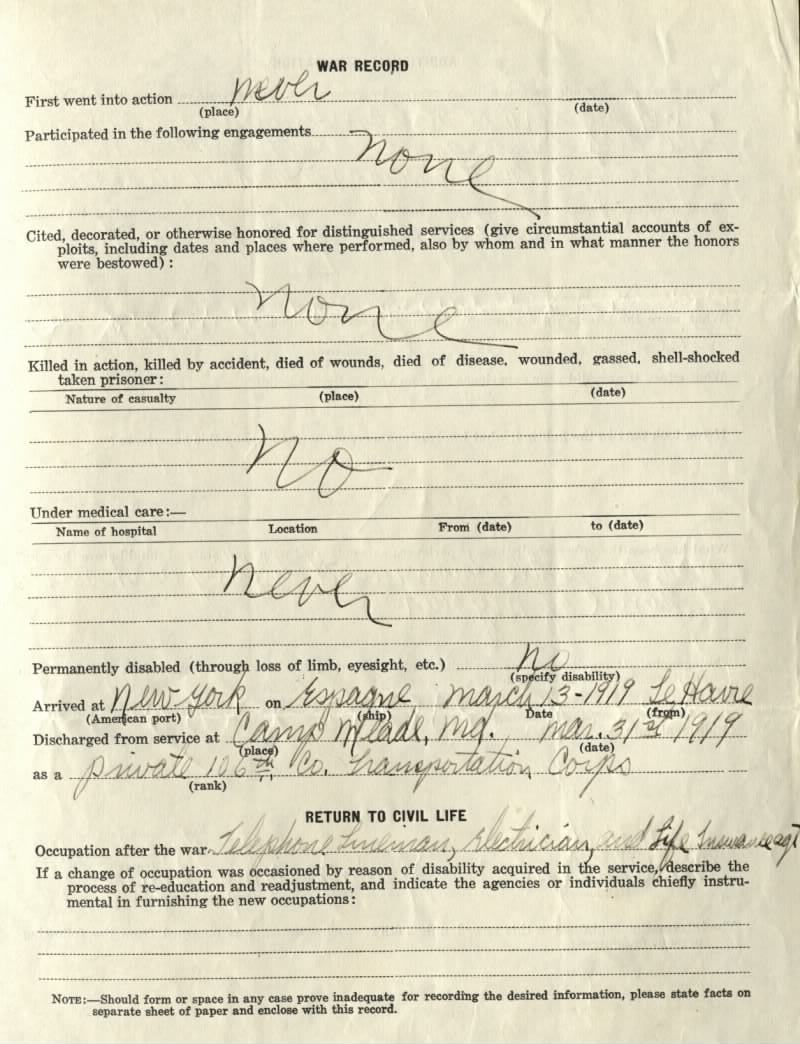 WAR RECORD
First went into action never
(place) (date)
Participated in the following engagements
None
Cited, decorated, or otherwise honored for distinguished services (give circumstantial accounts of ex-
ploits, including dates and places where performed, also by whom and in what manner the honors
were bestowed) :
None
Killed in action, killed by accident, died of wounds, died of disease, wounded, gassed, shell-shocked
taken prisoner:
Nature of casualty (place) (date)
No
Under medical care:—
Name of hospital Location From (date) to (date)
Never
Permanently disabled (through loss of limb, eyesight, etc.) no
(specify disability)
Arrived at New York on Espagne March 13-1919 Le Havre
(American port) (ship) Date (from)
Discharged from service at Camp Meade, Md., Mar. 31st 1919
(place) (date)
as a private 106th Co. Transportation Corps
(rank)
RETURN TO CIVIL LIFE
Occupation after the war Telephone Lineman, Electrician, and Life Insurance agt
If a change of occupation was occasioned by reason of disability acquired in the service, describe the
process of re-education and readjustment, and indicate the agencies or individuals chiefly instru-
mental in furnishing the new occupations:
NOTE:—Should form or space in any case prove inadequate for recording the desired information, please state facts on
separate sheet of paper and enclose with this record.